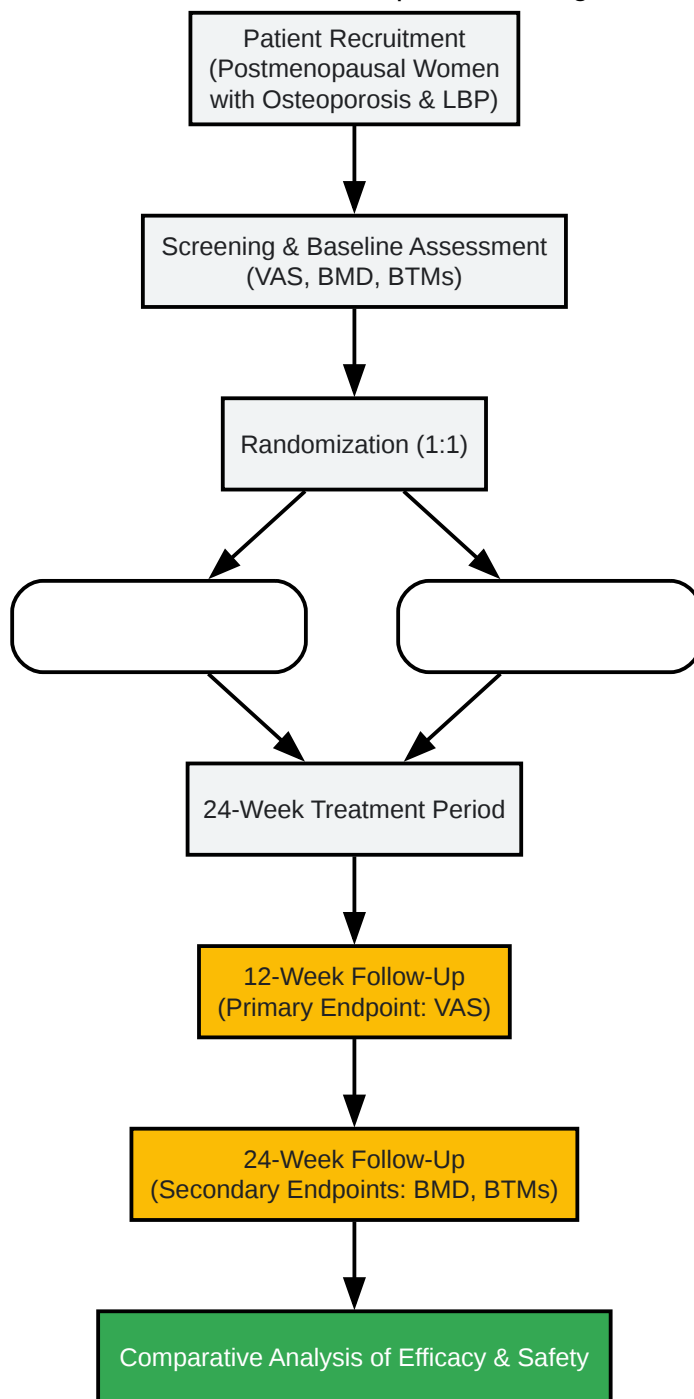 Patient Recruitment
(Postmenopausal Women
with Osteoporosis & LBP)
Screening & Baseline Assessment
(VAS, BMD, BTMs)
Randomization (1:1)
24-Week Treatment Period
12-Week Follow-Up
(Primary Endpoint: VAS)
24-Week Follow-Up
(Secondary Endpoints: BMD, BTMs)
Comparative Analysis of Efficacy & Safety